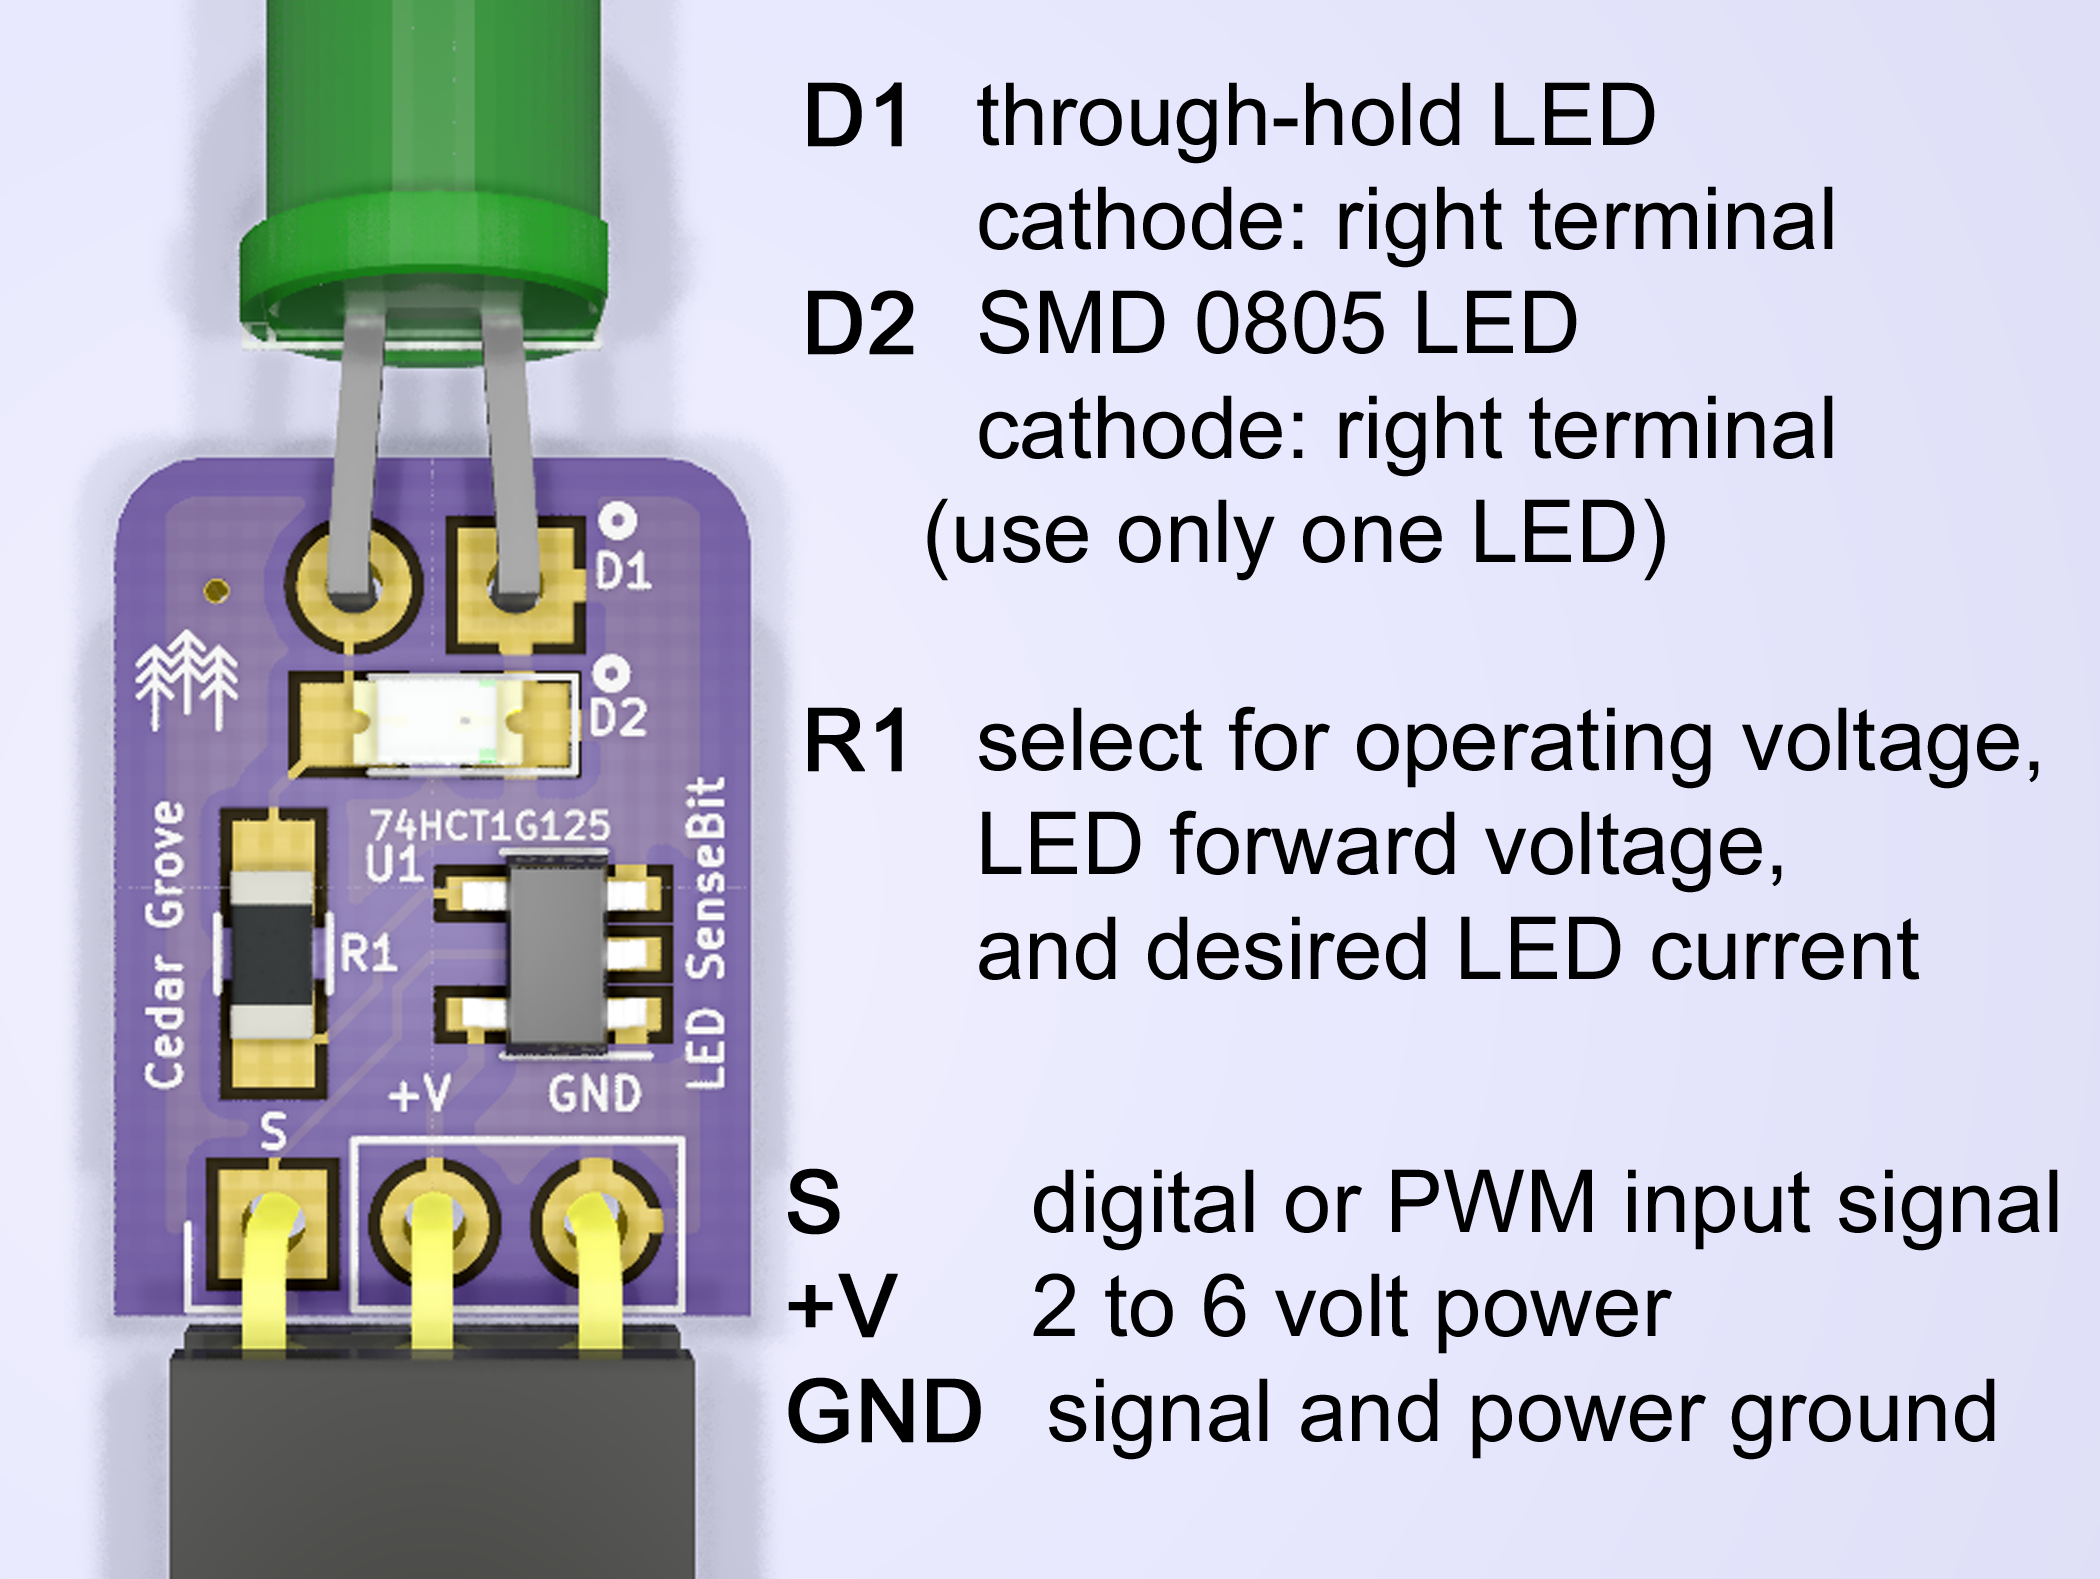 D1 through-hold LED
cathode: right terminal
D2 SMD 0805 LED
cathode: right terminal
(use only one LED)
R1 select for operating voltage,
LED forward voltage,
and desired LED current
S digital or PWM input signal
+V 2 to 6 volt power
GND signal and power ground
D1
D2
74HCT1G125
U1
R1
Cedar Grove
LED SenseBit
+V
GND
S